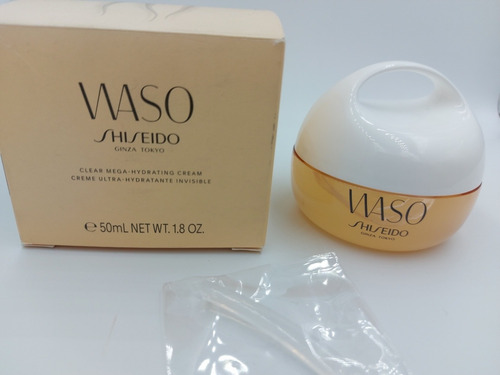 WASO
SHISEIDO
GINZA TOKYO
CLEAR MEGA-HYDRATING CREAM
CREME ULTRA-HYDRATANTE INVISIBLE
℮ 50mL NET WT. 1.8 OZ.
WASO
SHISEIDO
GINZA TOKYO